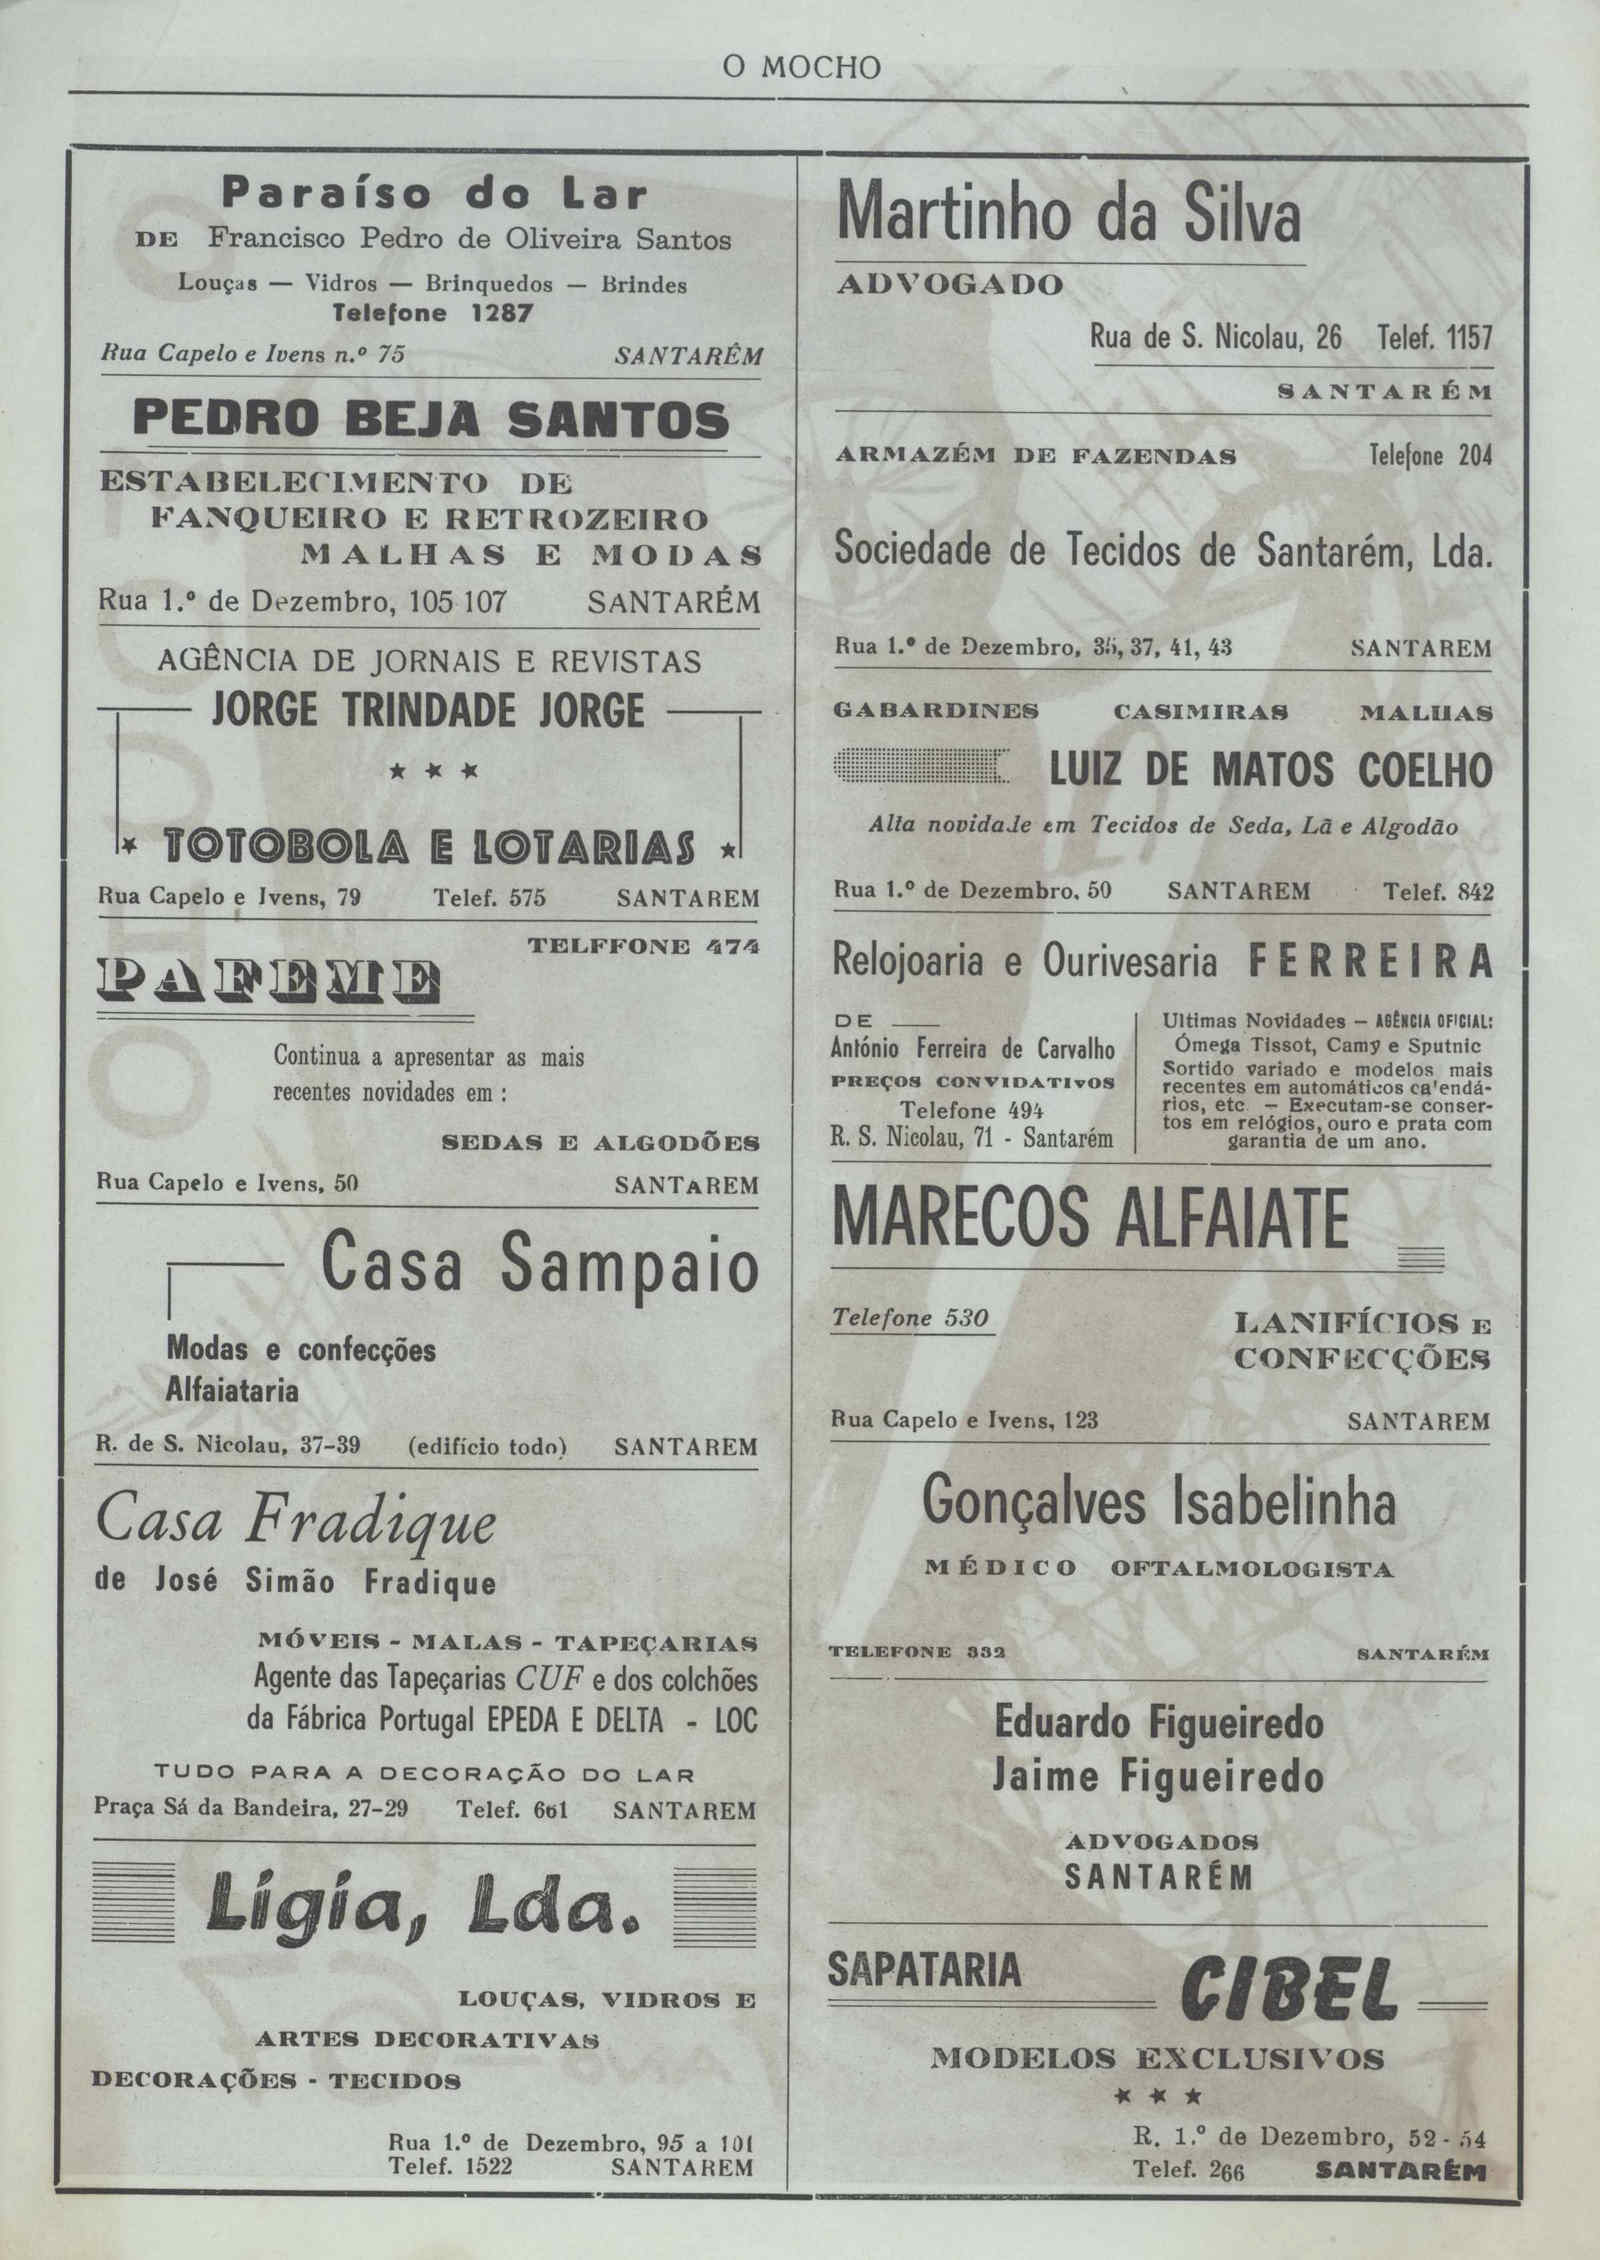 O MOCHO
Paraíso do Lar
DE Francisco Pedro de Oliveira Santos
Louças — Vidros — Brinquedos — Brindes
Telefone 1287
Rua Capelo e Ivens n.º 75 SANTARÊM
PEDRO BEJA SANTOS
ESTABELECIMENTO DE
FANQUEIRO E RETROZEIRO
MALHAS E MODAS
Rua 1.º de Dezembro, 105 107 SANTARÉM
AGÊNCIA DE JORNAIS E REVISTAS
JORGE TRINDADE JORGE
★ ★ ★
★ TOTOBOLA E LOTARIAS ★
Rua Capelo e Ivens, 79 Telef. 575 SANTAREM
TELFFONE 474
PAFEME
Continua a apresentar as mais
recentes novidades em :
SEDAS E ALGODÕES
Rua Capelo e Ivens, 50 SANTAREM
Casa Sampaio
Modas e confecções
Alfaiataria
R. de S. Nicolau, 37-39 (edifício todo) SANTAREM
Casa Fradique
de José Simão Fradique
MÓVEIS - MALAS - TAPEÇARIAS
Agente das Tapeçarias CUF e dos colchões
da Fábrica Portugal EPEDA E DELTA - LOC
TUDO PARA A DECORAÇÃO DO LAR
Praça Sá da Bandeira, 27-29 Telef. 661 SANTAREM
Lígia, Lda.
LOUÇAS, VIDROS E
ARTES DECORATIVAS
DECORAÇÕES - TECIDOS
Rua 1.º de Dezembro, 95 a 101
Telef. 1522 SANTAREM
Martinho da Silva
ADVOGADO
Rua de S. Nicolau, 26 Telef. 1157
SANTARÉM
ARMAZÉM DE FAZENDAS Telefone 204
Sociedade de Tecidos de Santarém, Lda.
Rua 1.º de Dezembro, 35, 37, 41, 43 SANTAREM
GABARDINES CASIMIRAS MALHAS
LUIZ DE MATOS COELHO
Alta novidade em Tecidos de Seda, Lã e Algodão
Rua 1.º de Dezembro, 50 SANTAREM Telef. 842
Relojoaria e Ourivesaria FERREIRA
DE
António Ferreira de Carvalho
PREÇOS CONVIDATIVOS
Telefone 494
R. S. Nicolau, 71 - Santarém
Ultimas Novidades — AGÊNCIA OFICIAL:
Ómega Tissot, Camy e Sputnic
Sortido variado e modelos mais
recentes em automáticos ca'endá-
rios, etc — Executam-se conser-
tos em relógios, ouro e prata com
garantia de um ano.
MARECOS ALFAIATE
Telefone 530
LANIFÍCIOS E
CONFECÇÕES
Rua Capelo e Ivens, 123 SANTAREM
Gonçalves Isabelinha
MÉDICO OFTALMOLOGISTA
TELEFONE 332 SANTARÉM
Eduardo Figueiredo
Jaime Figueiredo
ADVOGADOS
SANTARÉM
SAPATARIA CIBEL
MODELOS EXCLUSIVOS
★ ★ ★
R. 1.º de Dezembro, 52 - 54
Telef. 266 SANTARÉM